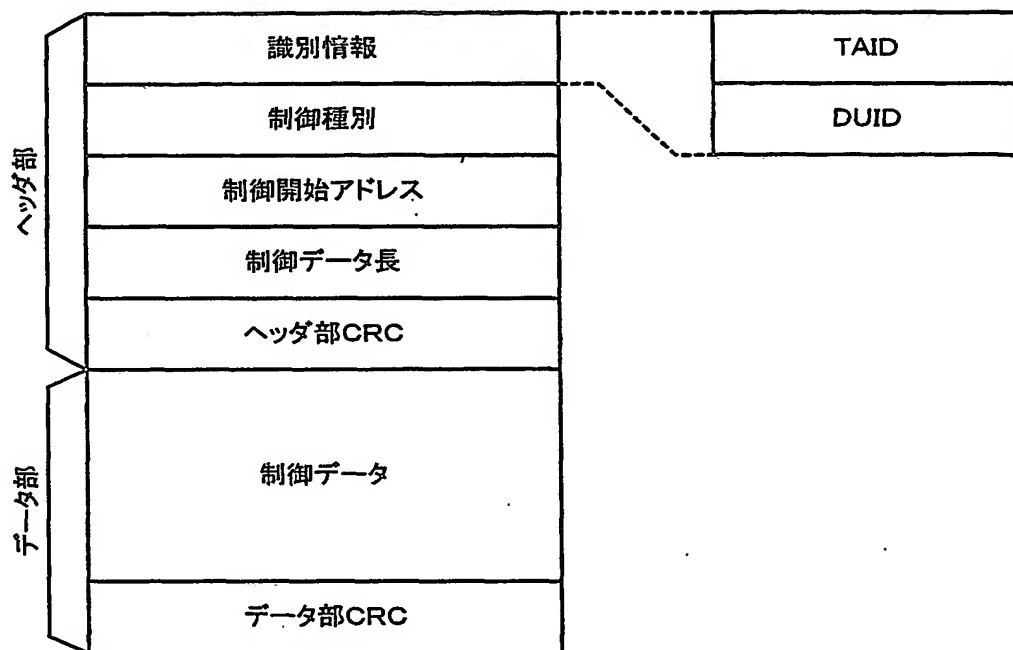 識別情報
TAID
制御種別
DUID
制御開始アドレス
制御データ長
ヘッダ部CRC
ヘッダ部
制御データ
データ部
データ部CRC